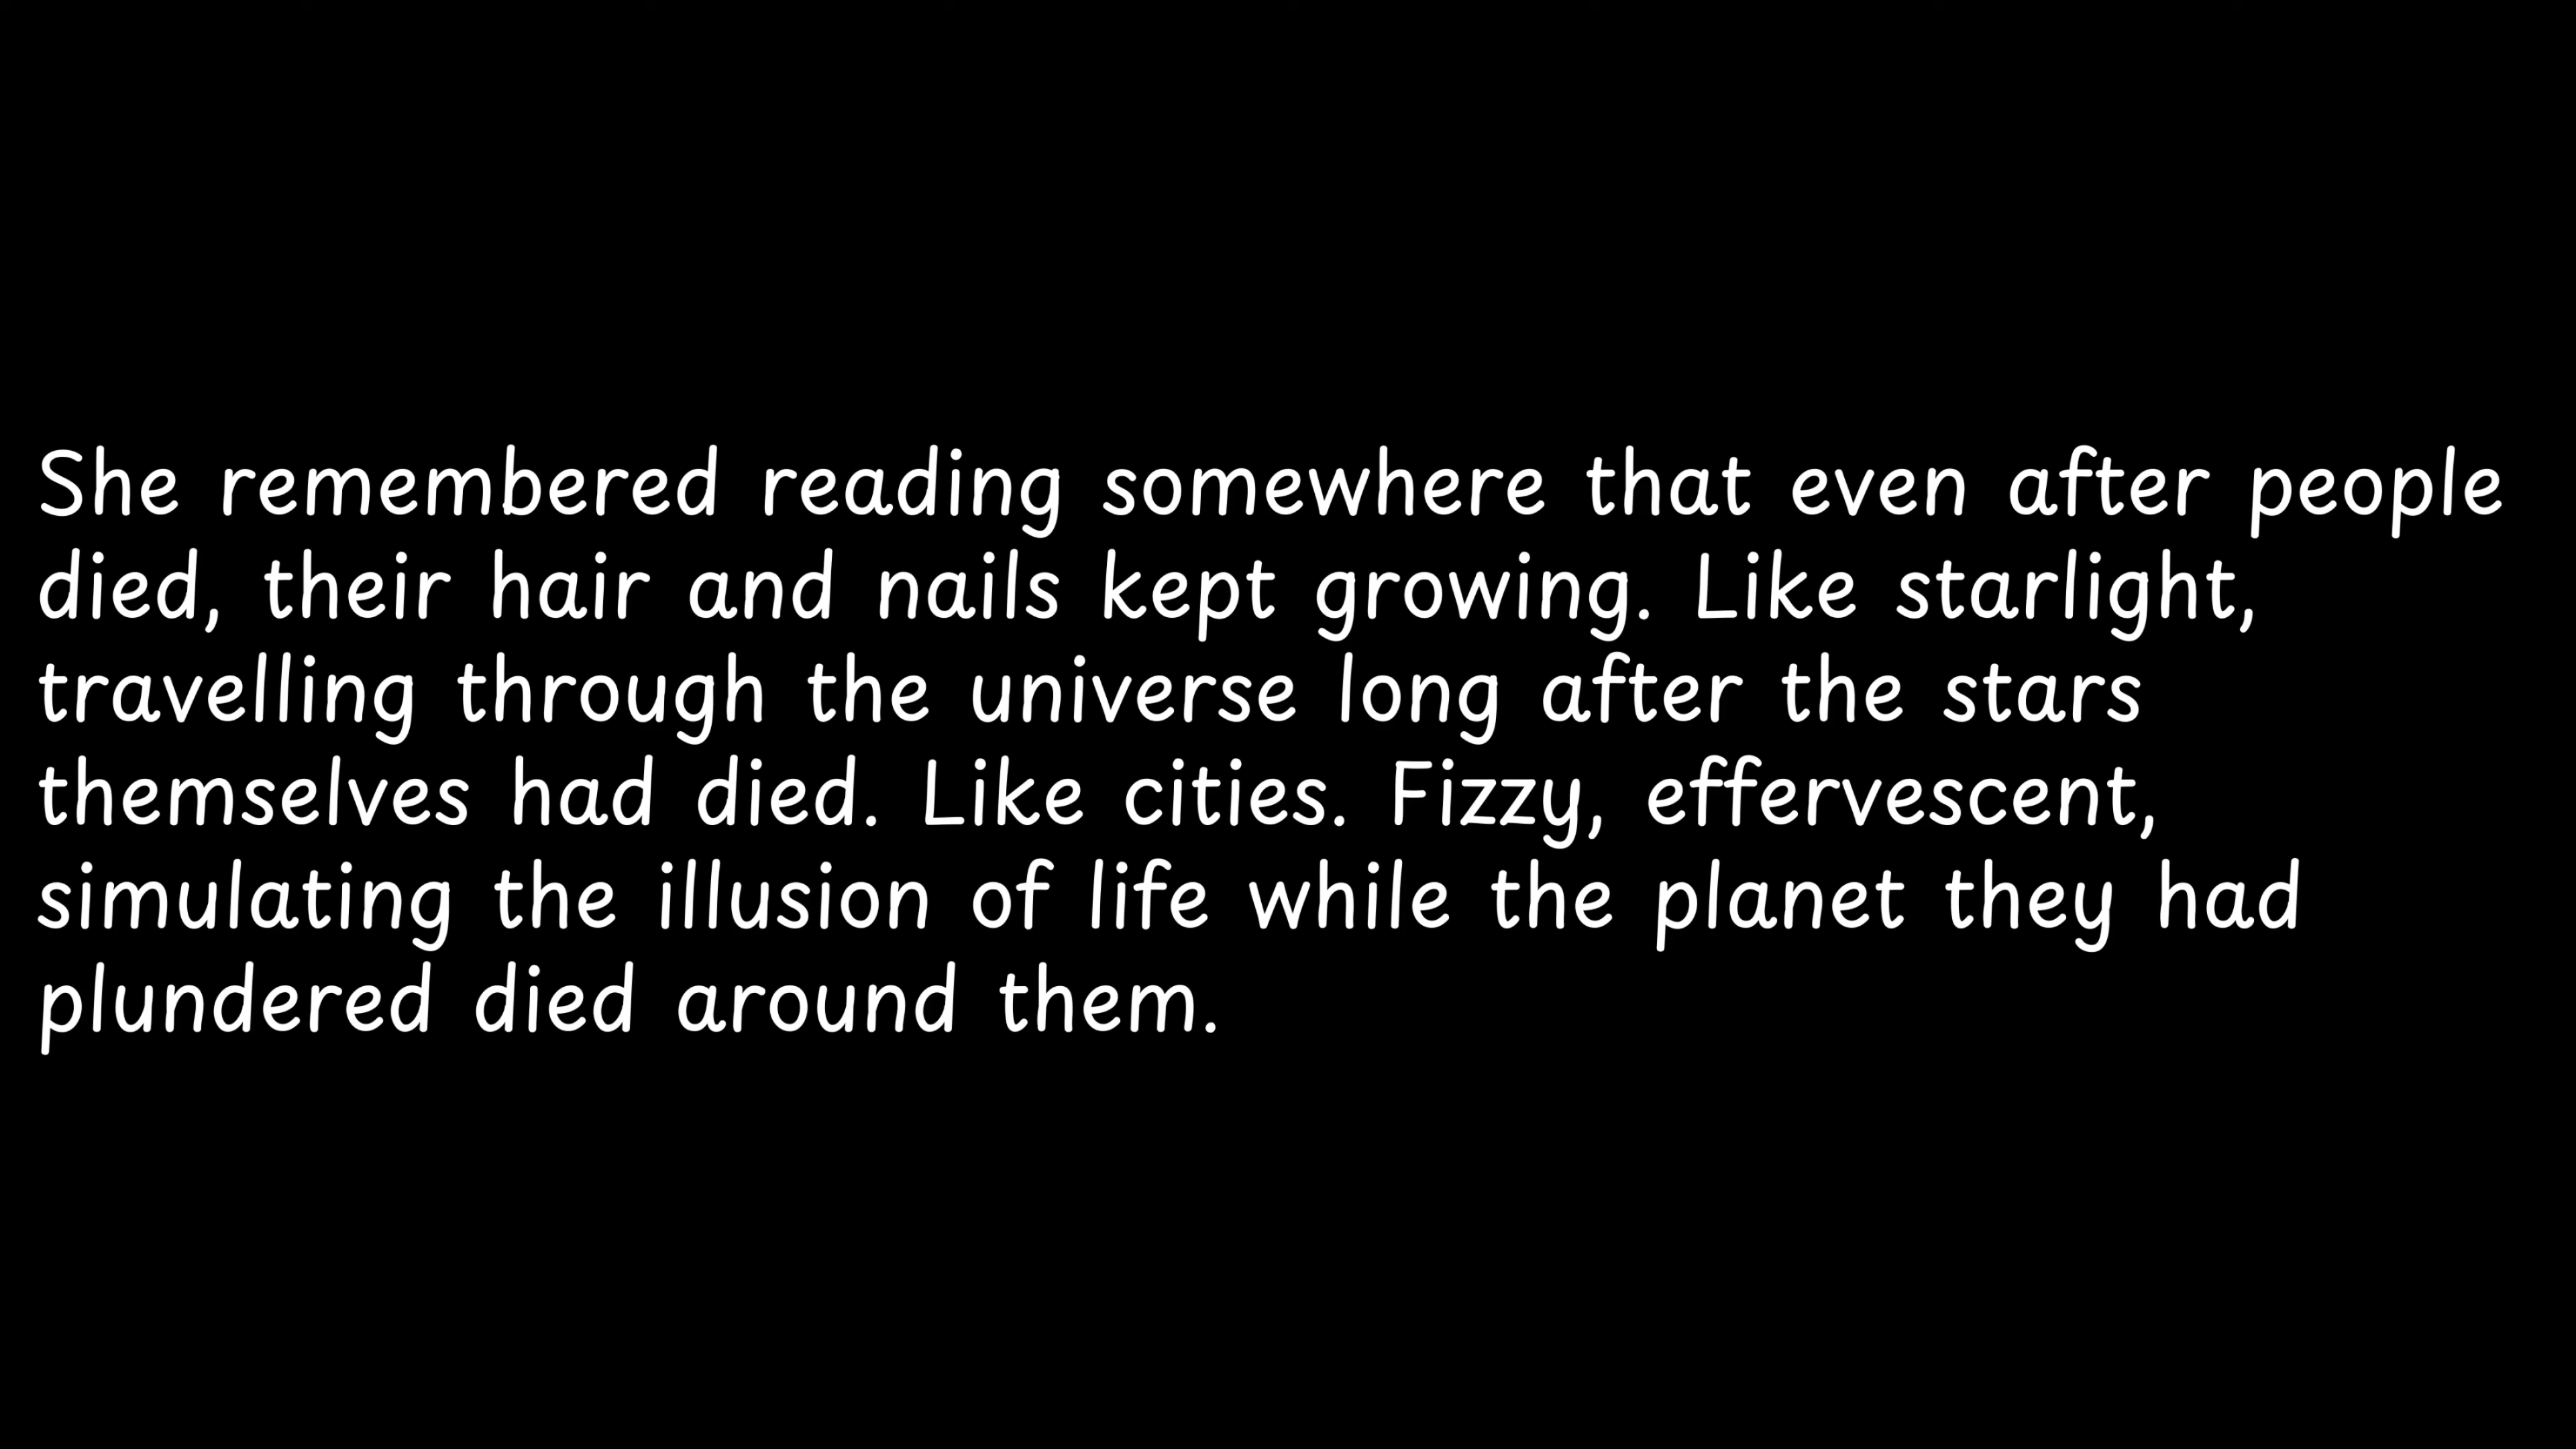 She remembered reading somewhere that even after people
died, their hair and nails kept growing. Like starlight,
travelling through the universe long after the stars
themselves had died. Like cities. Fizzy, effervescent,
simulating the illusion of life while the planet they had
plundered died around them.